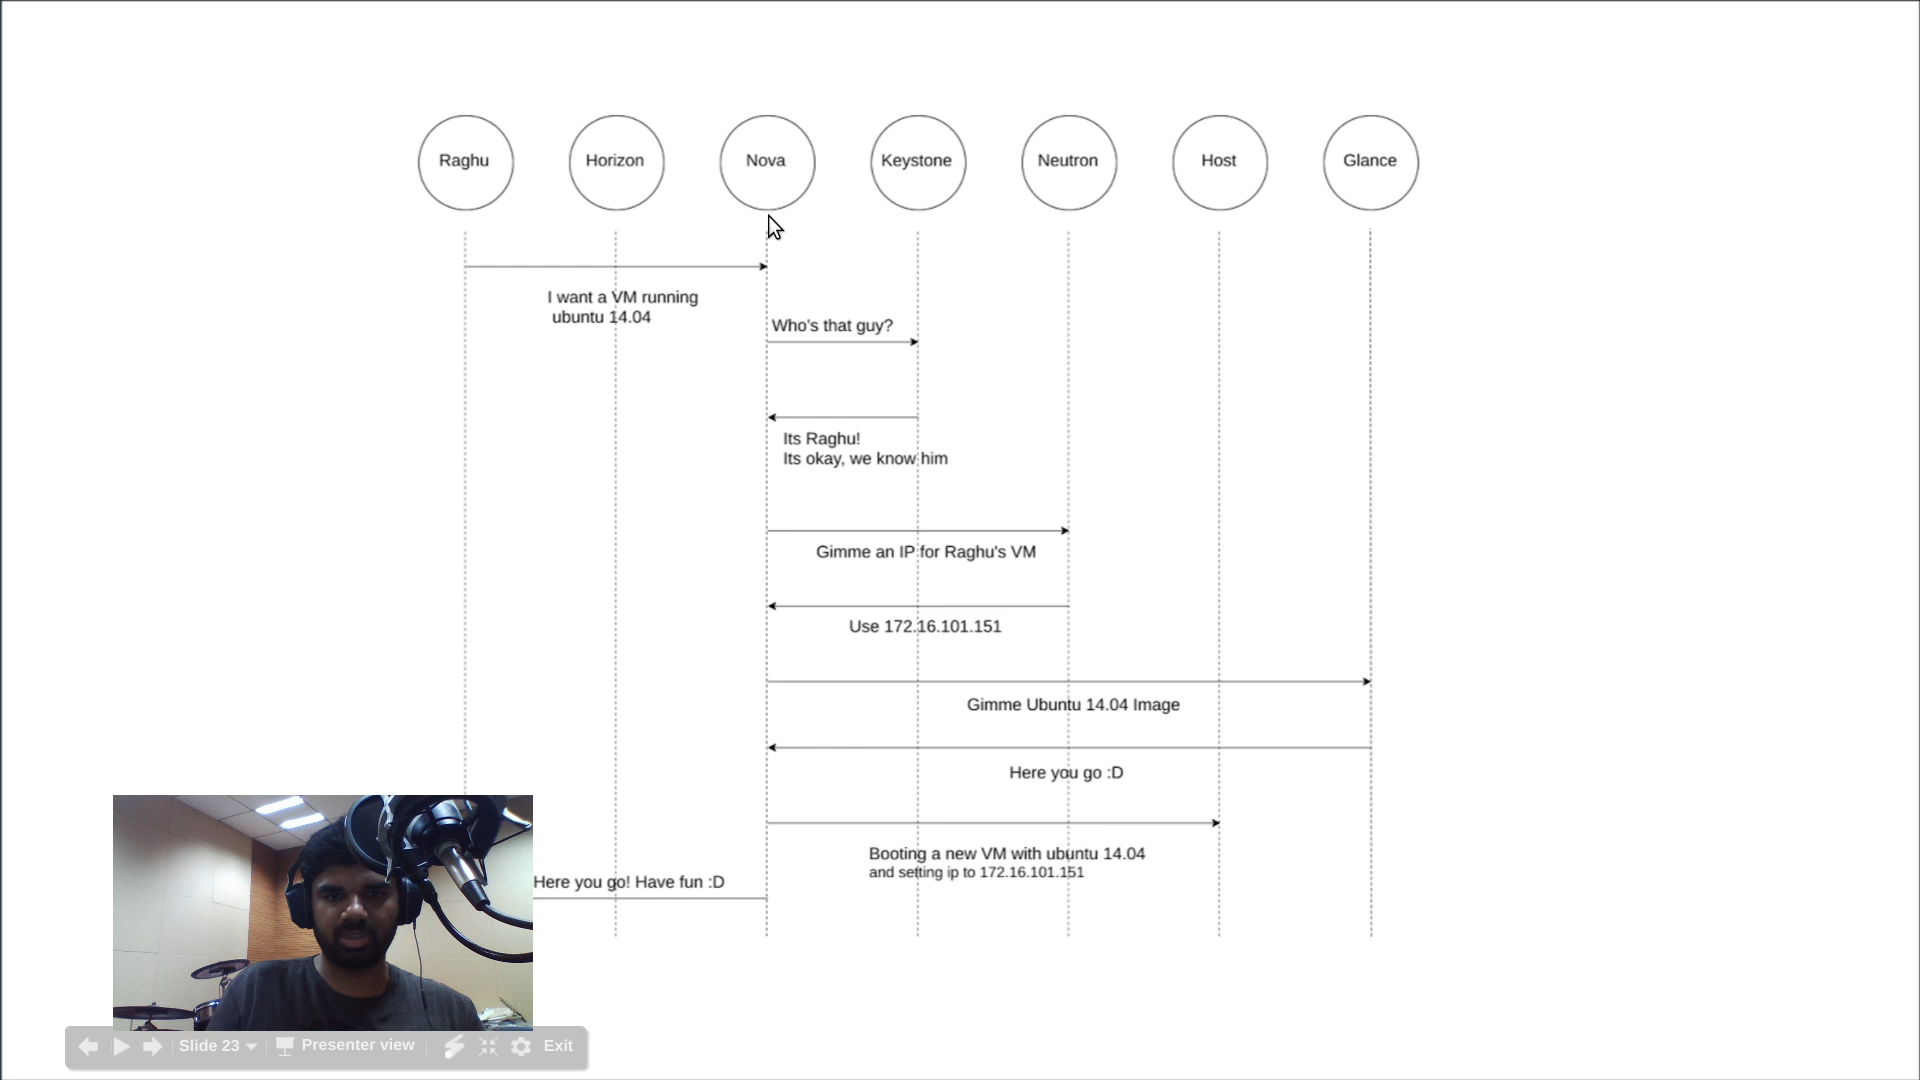 Raghu
Horizon
Nova
Keystone
Neutron
Host
Glance
I want a VM running
ubuntu 14.04
Who's that guy?
Its Raghu!
Its okay, we know him
Gimme an IP for Raghu's VM
Use 172.16.101.151
Gimme Ubuntu 14.04 Image
Here you go :D
Booting a new VM with ubuntu 14.04
and setting ip to 172.16.101.151
Here you go! Have fun :D
Slide 23
Presenter view
Exit